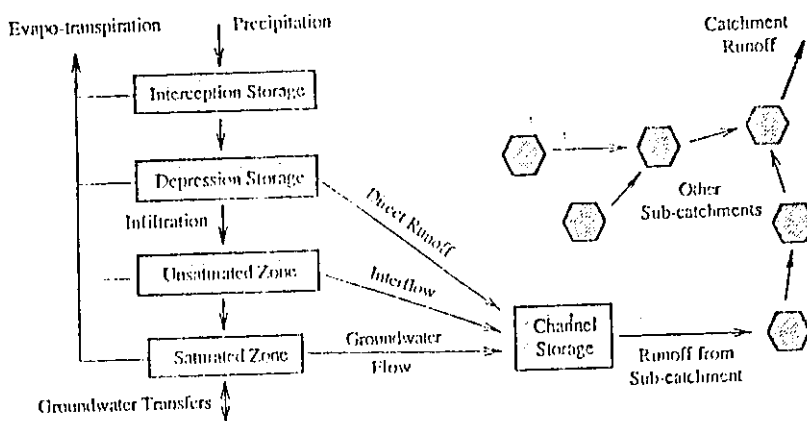 Evapo-transpiration
Precipitation
Catchment
Runoff
Interception Storage
Depression Storage
Infiltration
Direct Runoff
Other
Sub-catchments
Unsaturated Zone
Interflow
Channel
Storage
Saturated Zone
Groundwater
Flow
Runoff from
Sub-catchment
Groundwater Transfers